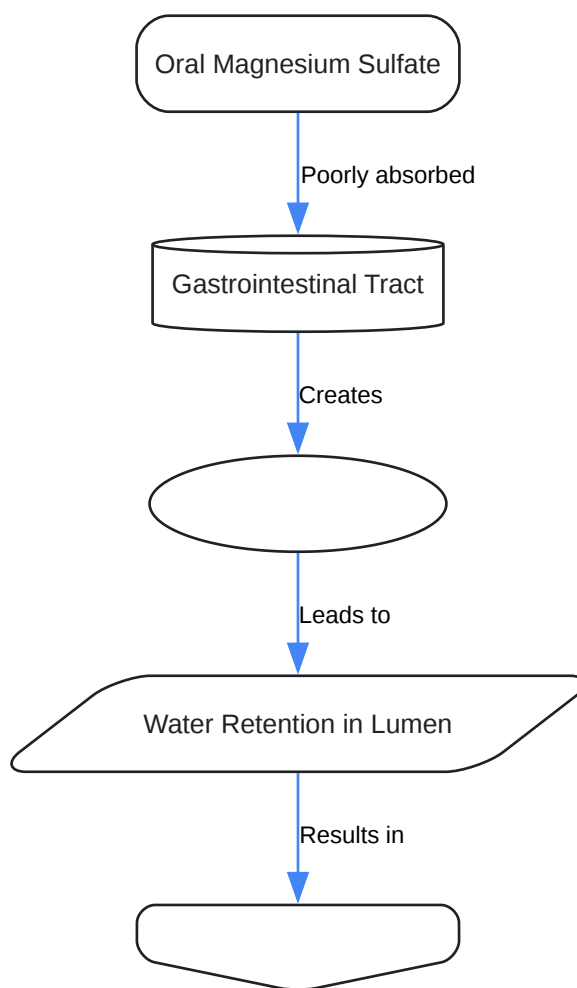 Oral Magnesium Sulfate
Poorly absorbed
Gastrointestinal Tract
Creates
Leads to
Water Retention in Lumen
Results in